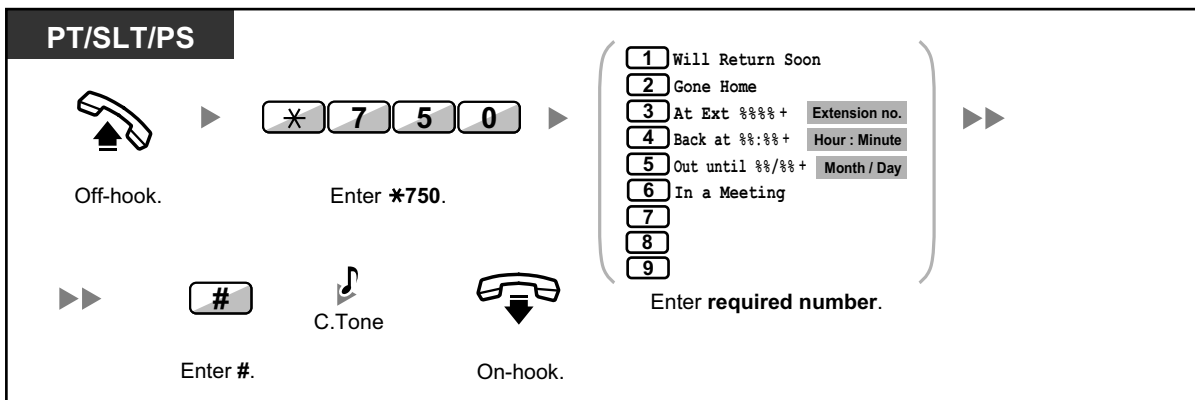 PT/SLT/PS
1 Will Return Soon
2 Gone Home
3 At Ext %%%% + Extension no.
4 Back at %%:%% + Hour : Minute
5 Out until %%/%% + Month / Day
6 In a Meeting
7
8
9
✳ 7 5 0
Off-hook.
Enter ✳750.
Enter required number.
#
C.Tone
Enter #.
On-hook.